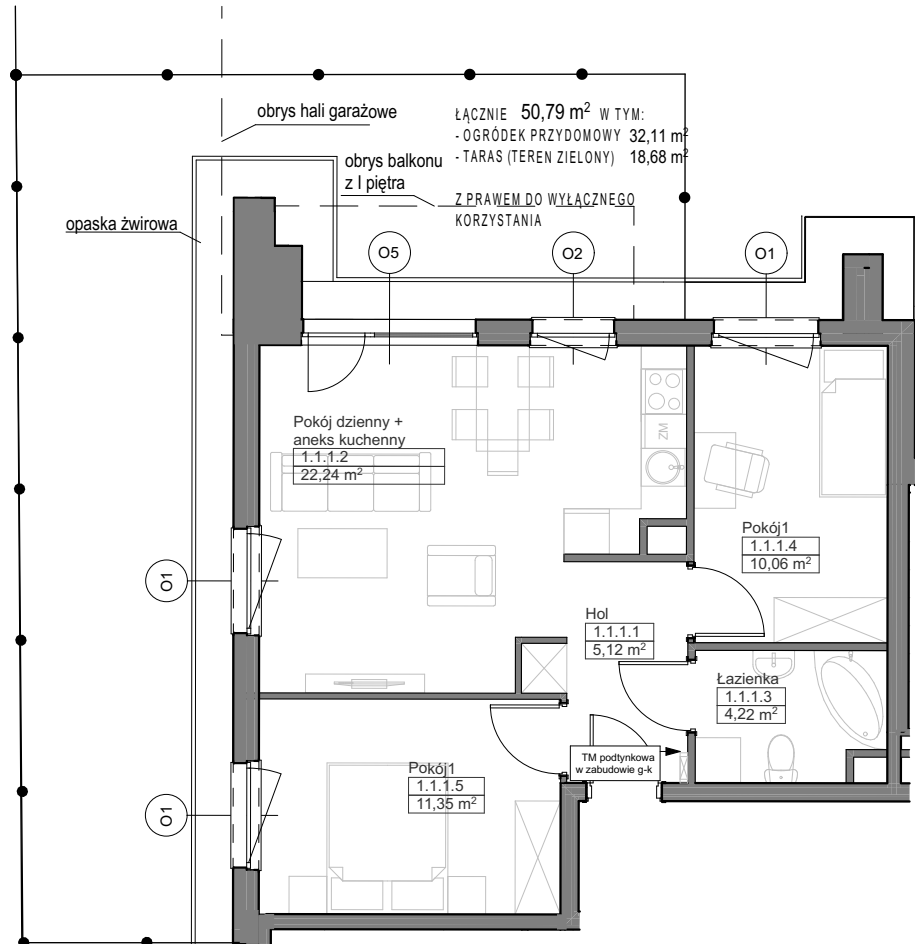 obrys hali garażowe
ŁĄCZNIE 50,79 m² W TYM:
- OGRÓDEK PRZYDOMOWY 32,11 m²
- TARAS (TEREN ZIELONY) 18,68 m²
obrys balkonu
z I piętra
Z PRAWEM DO WYŁĄCZNEGO
KORZYSTANIA
opaska żwirowa
O5
O2
O1
Pokój dzienny +
aneks kuchenny
1.1.1.2
22,24 m²
ZM
Pokój1
1.1.1.4
10,06 m²
O1
Hol
1.1.1.1
5,12 m²
Łazienka
1.1.1.3
4,22 m²
TM podtynkowa
w zabudowie g-k
Pokój1
1.1.1.5
11,35 m²
O1